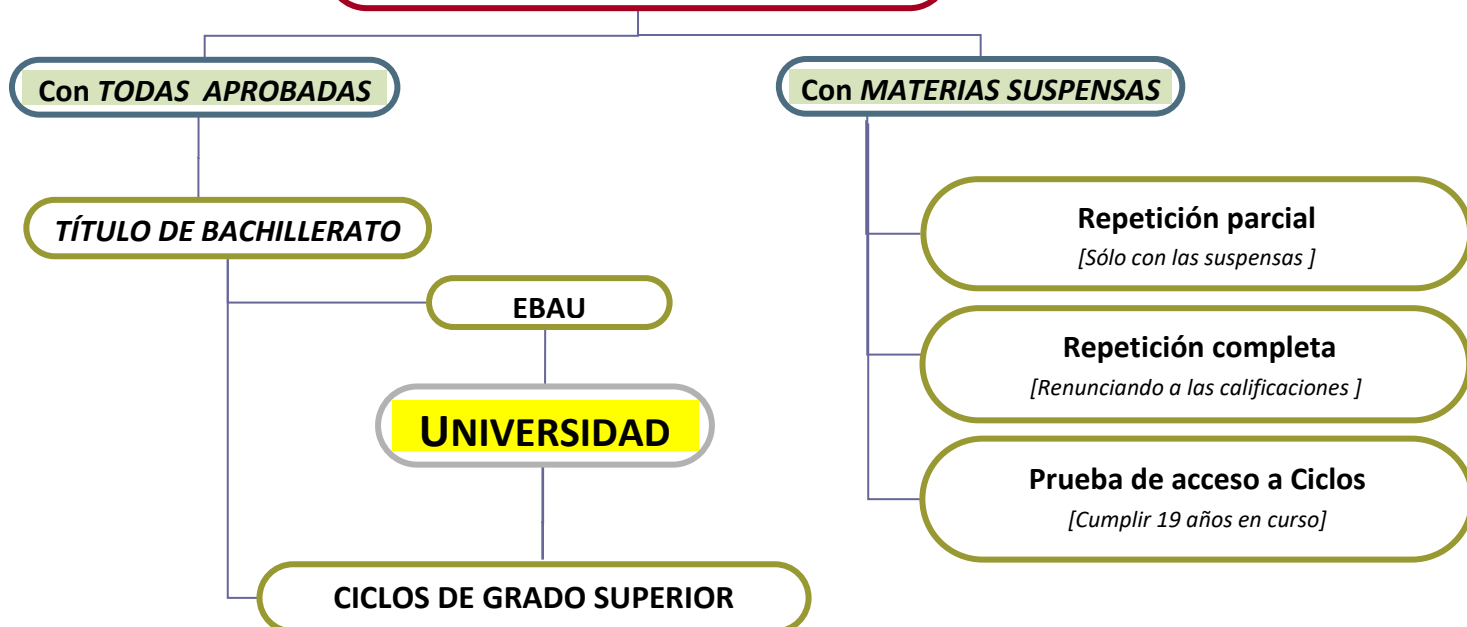 Con TODAS APROBADAS
Con MATERIAS SUSPENSAS
TÍTULO DE BACHILLERATO
EBAU
UNIVERSIDAD
CICLOS DE GRADO SUPERIOR
Repetición parcial
[Sólo con las suspensas ]
Repetición completa
[Renunciando a las calificaciones ]
Prueba de acceso a Ciclos
[Cumplir 19 años en curso]